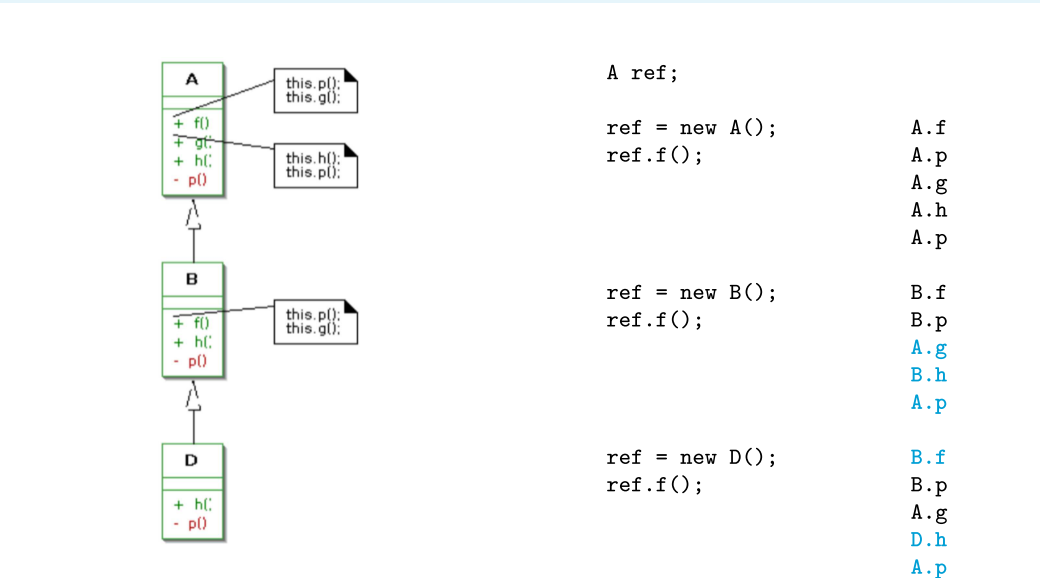 A
+ f()
+ g(:
+ h(:
- p()
this.p();
this.g();
this.h();
this.p();
B
+ f()
+ h(:
- p()
this.p();
this.g();
D
+ h(:
- p()
A ref;
ref = new A();
ref.f();
A.f
A.p
A.g
A.h
A.p
ref = new B();
ref.f();
B.f
B.p
A.g
B.h
A.p
ref = new D();
ref.f();
B.f
B.p
A.g
D.h
A.p